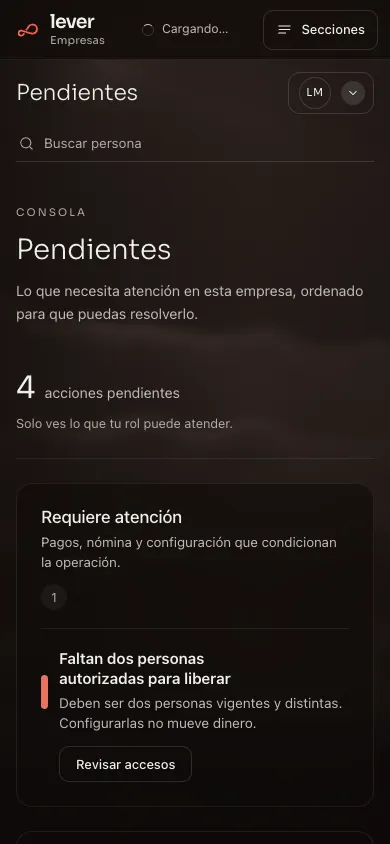 lever
Empresas
Cargando...
Secciones
Pendientes
LM
Buscar persona
CONSOLA
Pendientes
Lo que necesita atención en esta empresa, ordenado
para que puedas resolverlo.
4 acciones pendientes
Solo ves lo que tu rol puede atender.
Requiere atención
Pagos, nómina y configuración que condicionan
la operación.
1
Faltan dos personas
autorizadas para liberar
Deben ser dos personas vigentes y distintas.
Configurarlas no mueve dinero.
Revisar accesos